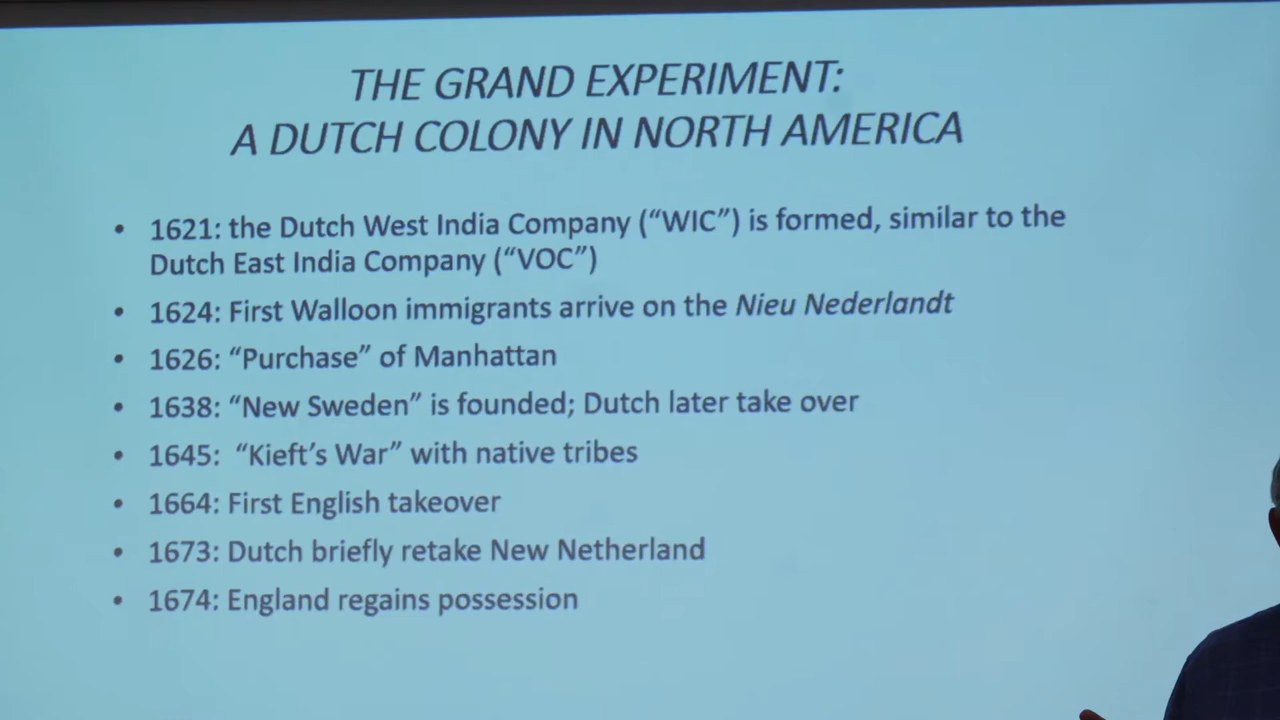 THE GRAND EXPERIMENT:
A DUTCH COLONY IN NORTH AMERICA
• 1621: the Dutch West India Company (“WIC”) is formed, similar to the
Dutch East India Company (“VOC”)
• 1624: First Walloon immigrants arrive on the Nieu Nederlandt
• 1626: “Purchase” of Manhattan
• 1638: “New Sweden” is founded; Dutch later take over
• 1645:  “Kieft’s War” with native tribes
• 1664: First English takeover
• 1673: Dutch briefly retake New Netherland
• 1674: England regains possession